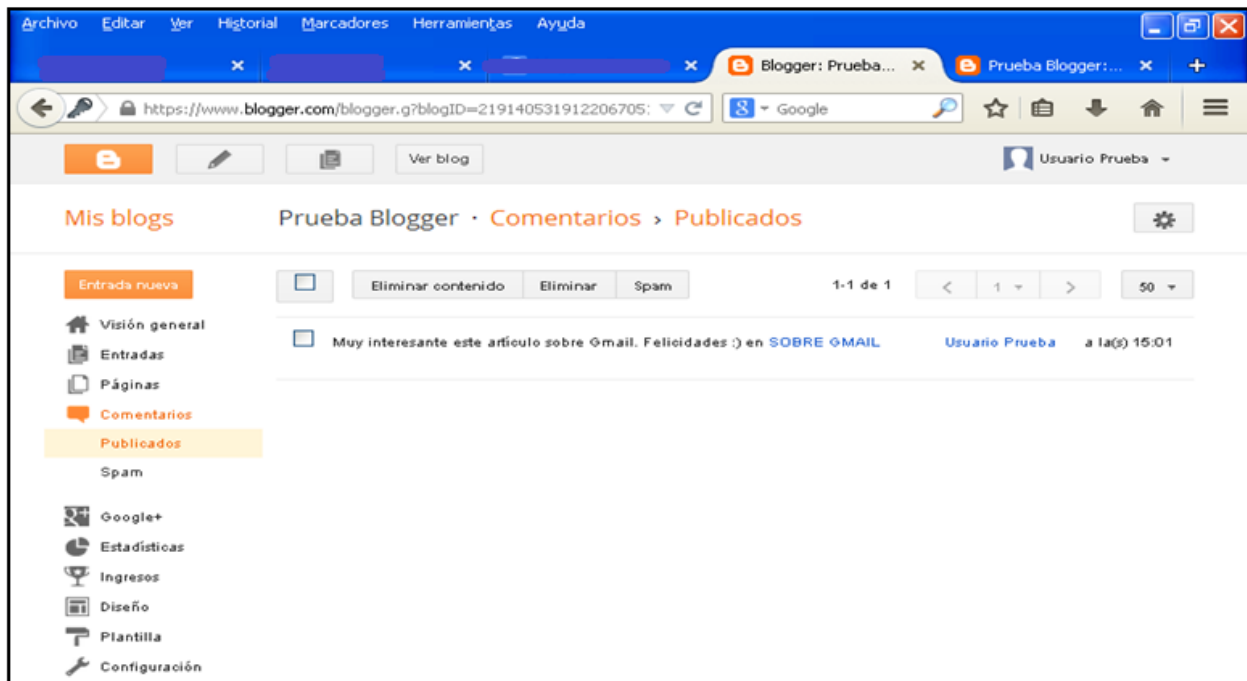 Archivo Editar Ver Historial Marcadores Herramientas Ayuda
Blogger: Prueba... Prueba Blogger:...
https://www.blogger.com/blogger.g?blogID=2191405319122067051 Google
Ver blog Usuario Prueba
Mis blogs Prueba Blogger · Comentarios › Publicados
Entrada nueva Eliminar contenido Eliminar Spam 1-1 de 1 1 50
Visión general
Muy interesante este artículo sobre Gmail. Felicidades :) en SOBRE GMAIL Usuario Prueba a la(s) 15:01
Entradas
Páginas
Comentarios
Publicados
Spam
Google+
Estadísticas
Ingresos
Diseño
Plantilla
Configuración